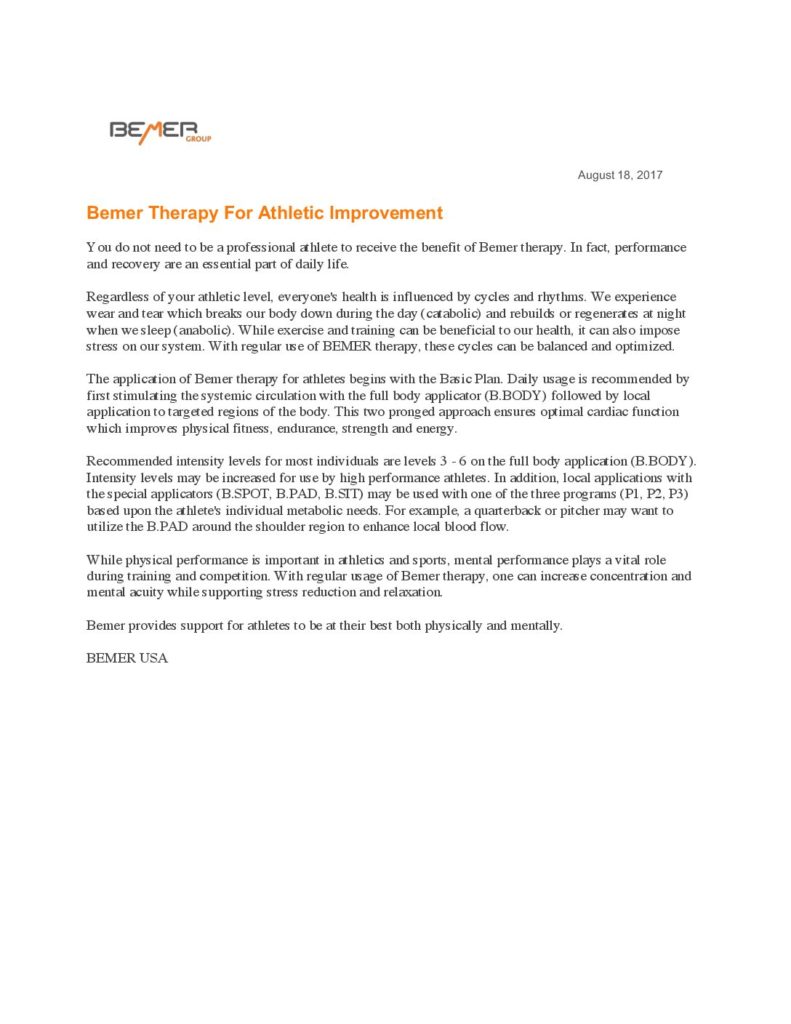 BEMER
GROUP
August 18, 2017
Bemer Therapy For Athletic Improvement
You do not need to be a professional athlete to receive the benefit of Bemer therapy. In fact, performance
and recovery are an essential part of daily life.
Regardless of your athletic level, everyone's health is influenced by cycles and rhythms. We experience
wear and tear which breaks our body down during the day (catabolic) and rebuilds or regenerates at night
when we sleep (anabolic). While exercise and training can be beneficial to our health, it can also impose
stress on our system. With regular use of BEMER therapy, these cycles can be balanced and optimized.
The application of Bemer therapy for athletes begins with the Basic Plan. Daily usage is recommended by
first stimulating the systemic circulation with the full body applicator (B.BODY) followed by local
application to targeted regions of the body. This two pronged approach ensures optimal cardiac function
which improves physical fitness, endurance, strength and energy.
Recommended intensity levels for most individuals are levels 3 - 6 on the full body application (B.BODY).
Intensity levels may be increased for use by high performance athletes. In addition, local applications with
the special applicators (B.SPOT, B.PAD, B.SIT) may be used with one of the three programs (P1, P2, P3)
based upon the athlete's individual metabolic needs. For example, a quarterback or pitcher may want to
utilize the B.PAD around the shoulder region to enhance local blood flow.
While physical performance is important in athletics and sports, mental performance plays a vital role
during training and competition. With regular usage of Bemer therapy, one can increase concentration and
mental acuity while supporting stress reduction and relaxation.
Bemer provides support for athletes to be at their best both physically and mentally.
BEMER USA